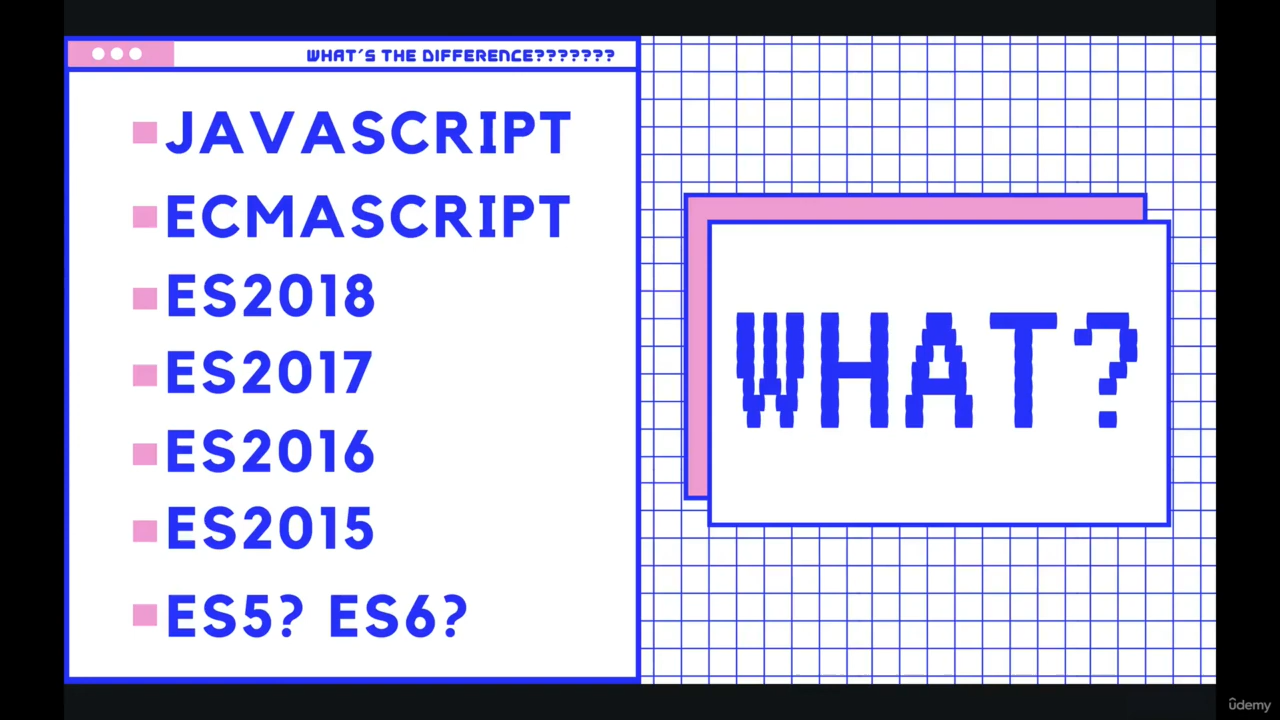 WHAT'S THE DIFFERENCE???????
JAVASCRIPT
ECMASCRIPT
ES2018
ES2017
ES2016
ES2015
ES5? ES6?
WHAT?
ûdemy